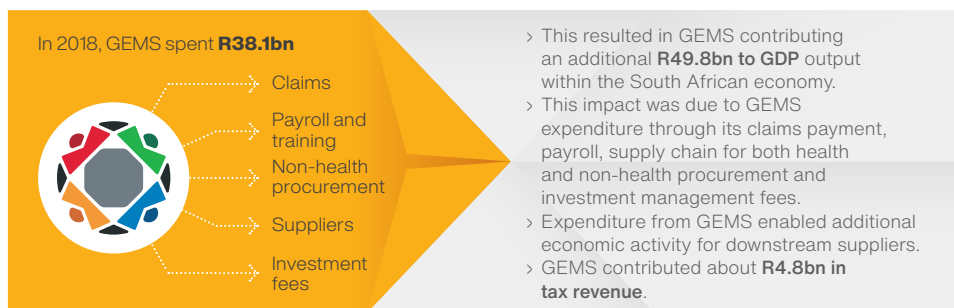 In 2018, GEMS spent R38.1bn
Claims
Payroll and
training
Non-health
procurement
Suppliers
Investment
fees
› This resulted in GEMS contributing
an additional R49.8bn to GDP output
within the South African economy.
› This impact was due to GEMS
expenditure through its claims payment,
payroll, supply chain for both health
and non-health procurement and
investment management fees.
› Expenditure from GEMS enabled additional
economic activity for downstream suppliers.
› GEMS contributed about R4.8bn in
tax revenue.